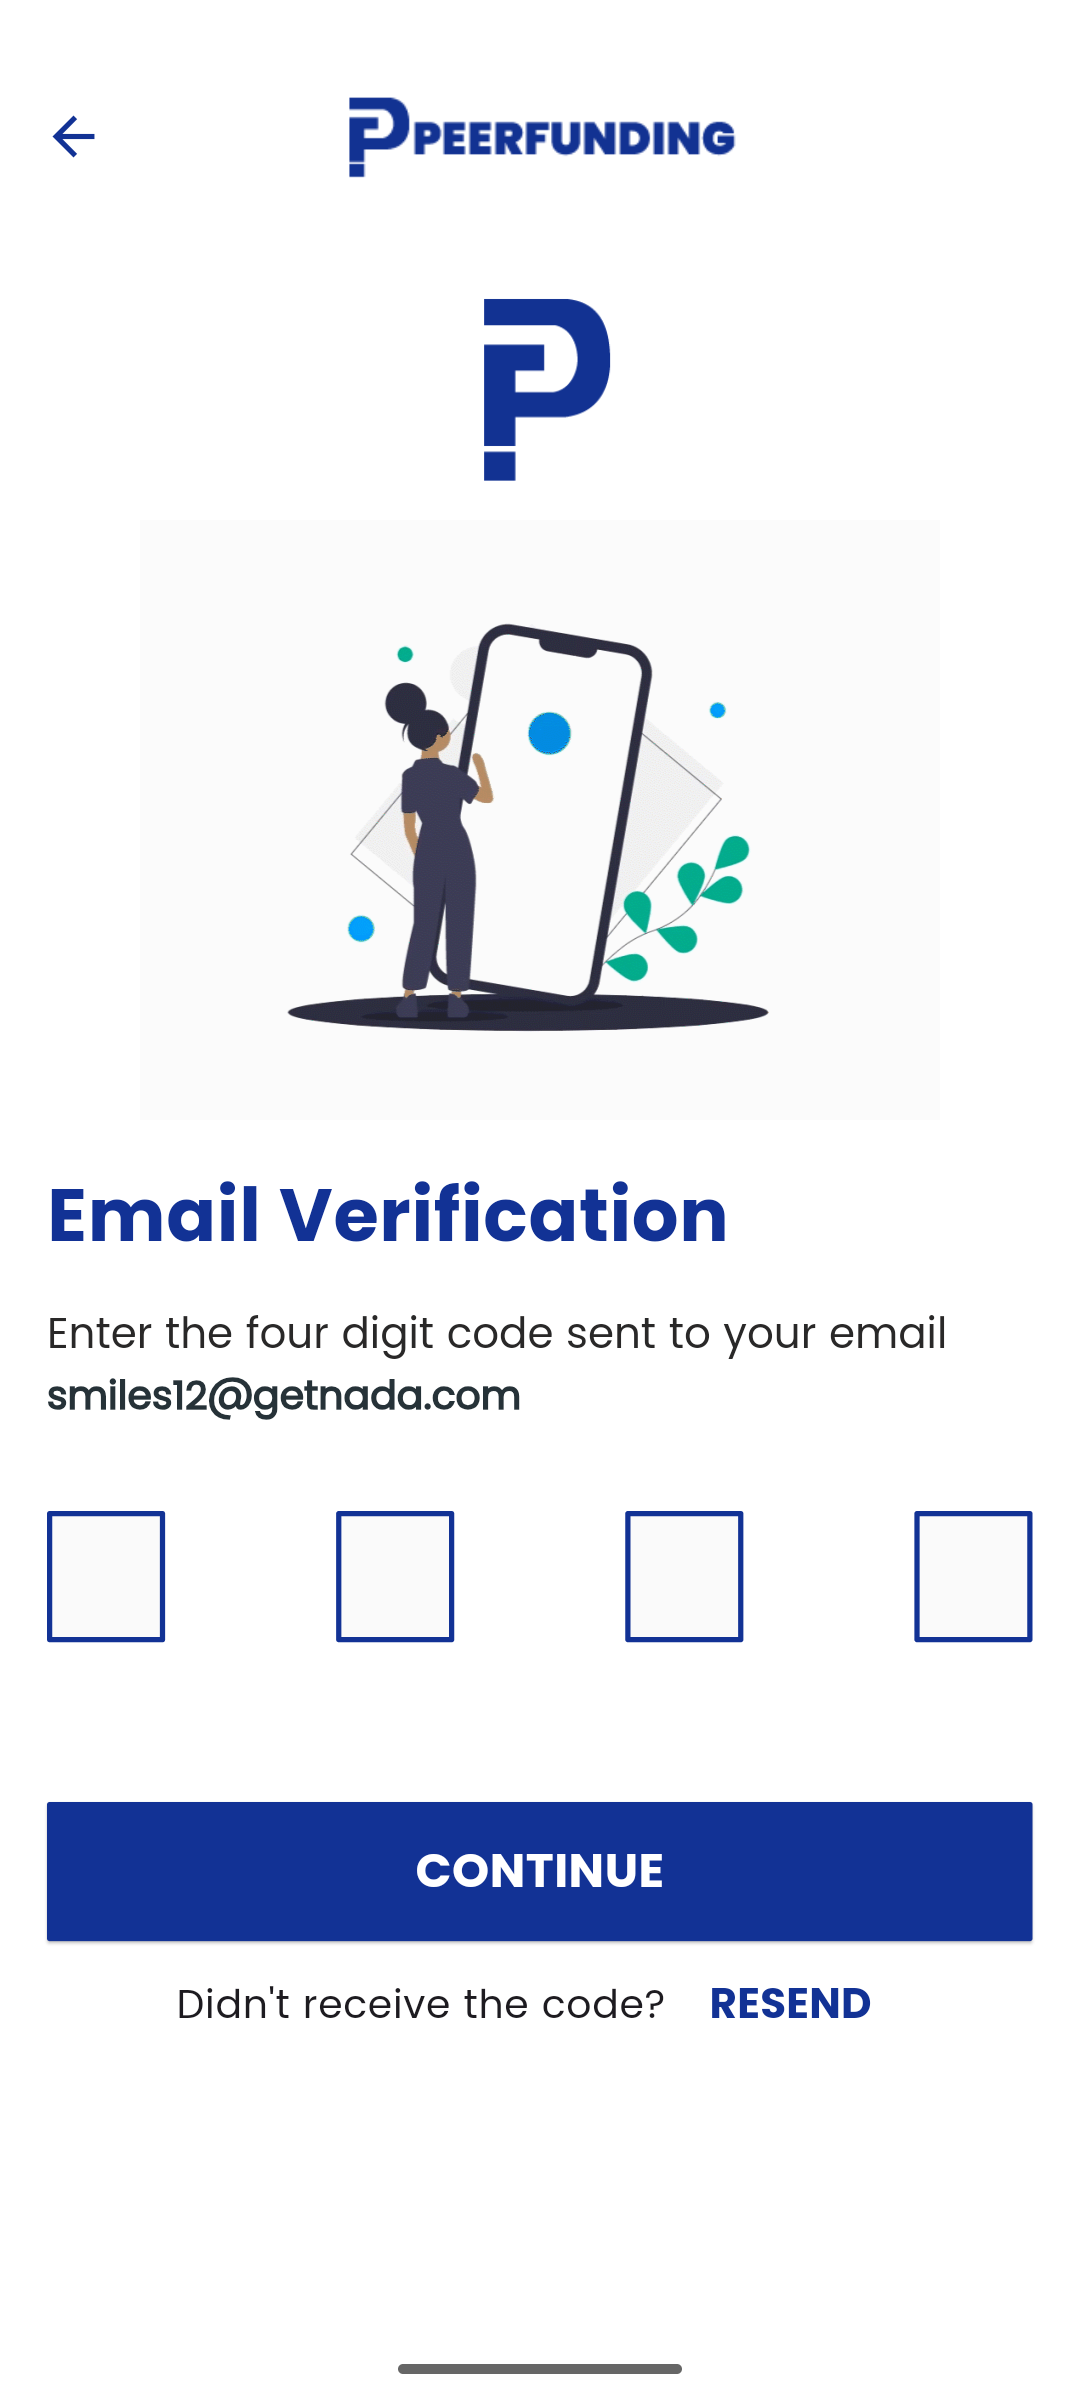 PEERFUNDING
Email Verification
Enter the four digit code sent to your email
smiles12@getnada.com
CONTINUE
Didn't receive the code? RESEND